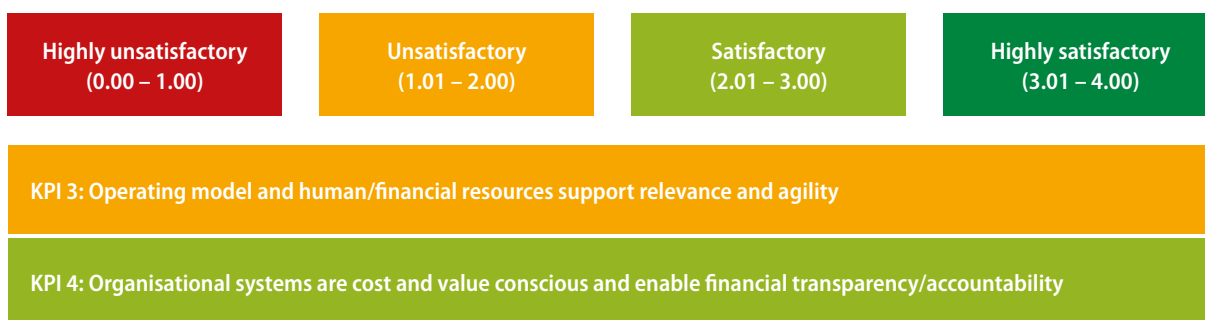 Highly unsatisfactory
(0.00 – 1.00)
Unsatisfactory
(1.01 – 2.00)
Satisfactory
(2.01 – 3.00)
Highly satisfactory
(3.01 – 4.00)
KPI 3: Operating model and human/financial resources support relevance and agility
KPI 4: Organisational systems are cost and value conscious and enable financial transparency/accountability